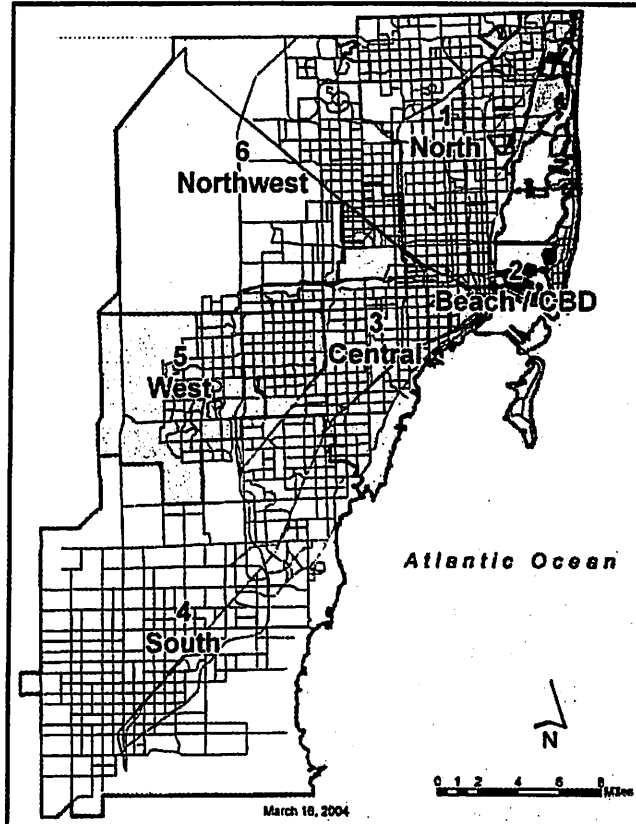 1
North
6
Northwest
2
Beach / CBD
3
Central
5
West
Atlantic Ocean
4
South
N
0 1 2 4 6 8
Miles
March 16, 2004